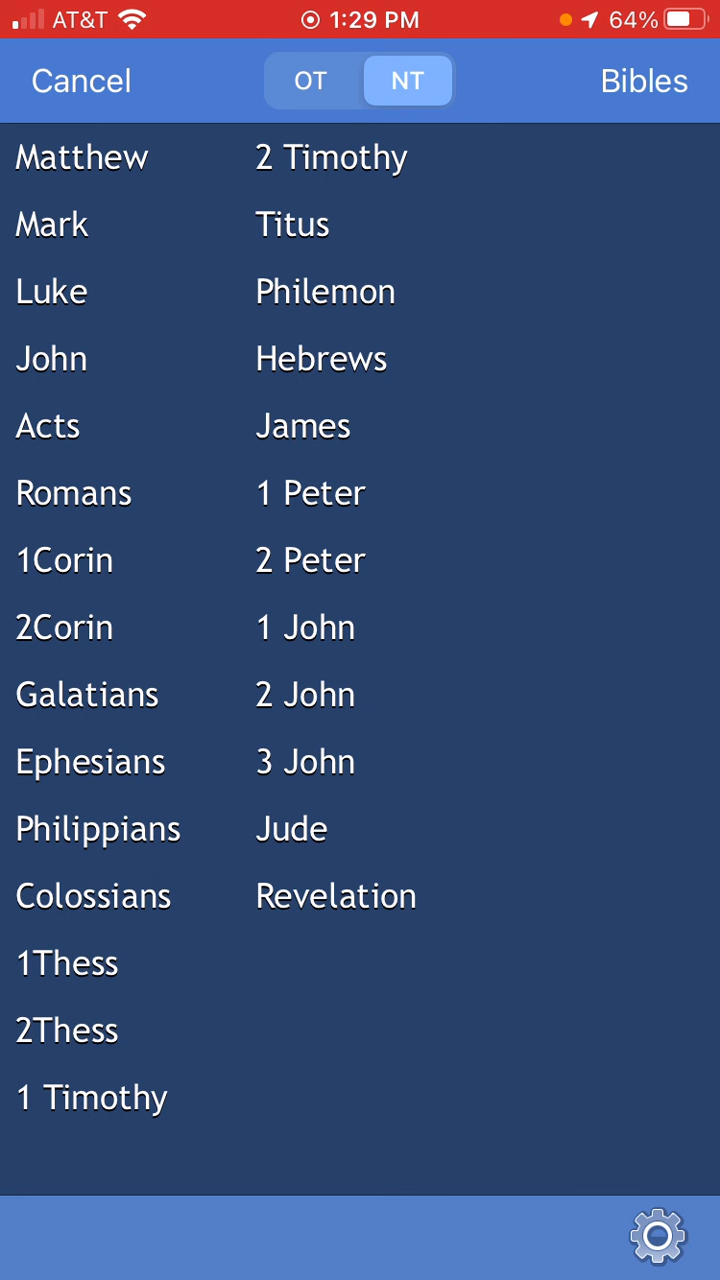 AT&T 1:29 PM 64%
Cancel OT NT Bibles
Matthew 2 Timothy
Mark Titus
Luke Philemon
John Hebrews
Acts James
Romans 1 Peter
1Corin 2 Peter
2Corin 1 John
Galatians 2 John
Ephesians 3 John
Philippians Jude
Colossians Revelation
1Thess
2Thess
1 Timothy